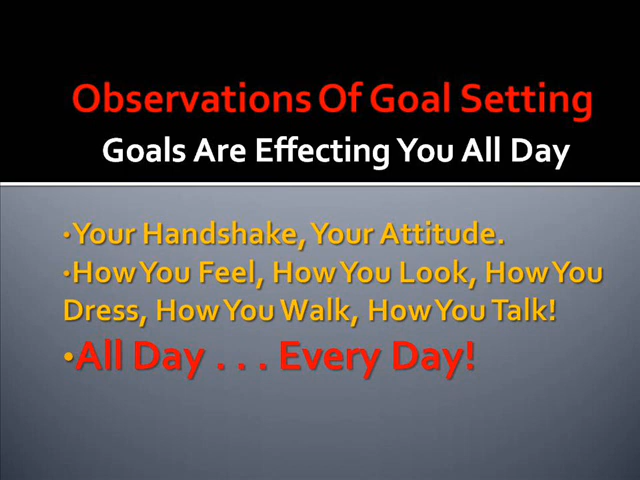 Observations Of Goal Setting
Goals Are Effecting You All Day
•Your Handshake, Your Attitude.
•How You Feel, How You Look, How You
Dress, How You Walk, How You Talk!
•All Day . . . Every Day!